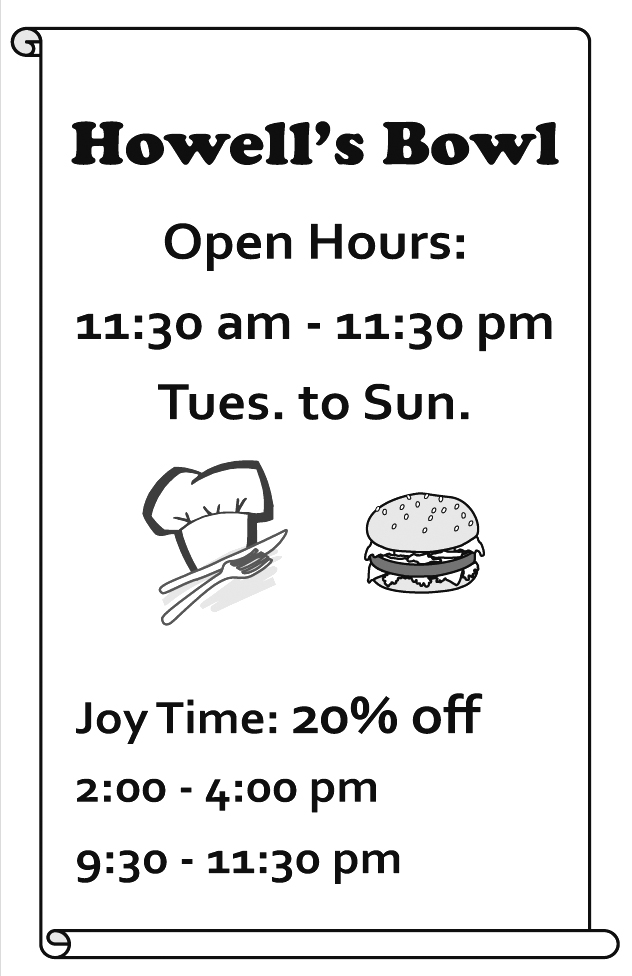 Howell's Bowl
Open Hours:
11:30 am - 11:30 pm
Tues. to Sun.
Joy Time: 20% off
2:00 - 4:00 pm
9:30 - 11:30 pm